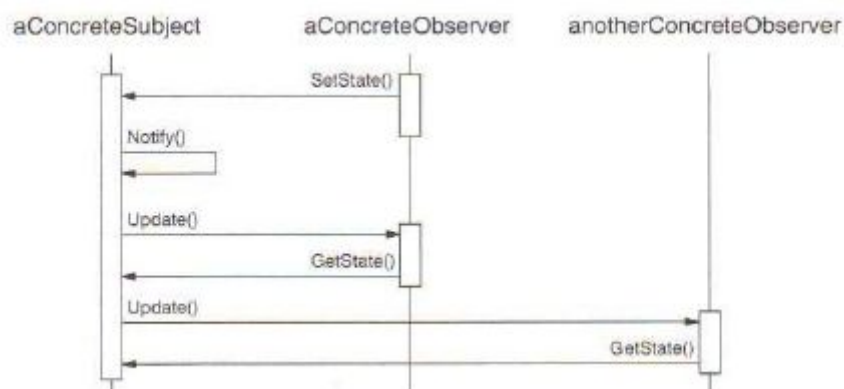 aConcreteSubject
aConcreteObserver
anotherConcreteObserver
SetState()
Notify()
Update()
GetState()
Update()
GetState()